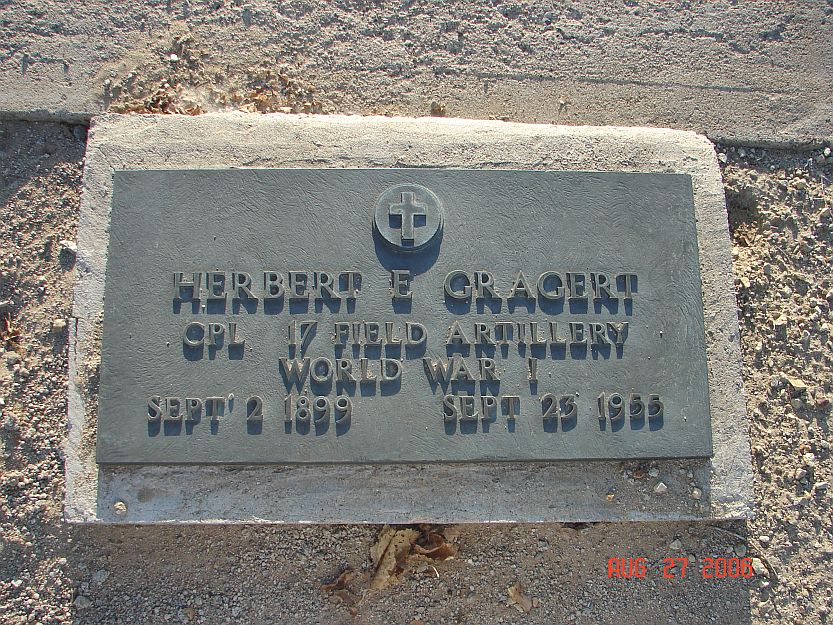 HERBERT E GRAGERT
CPL 17 FIELD ARTILLERY
WORLD WAR I
SEPT 2 1899 SEPT 23 1955
AUG 27 2006